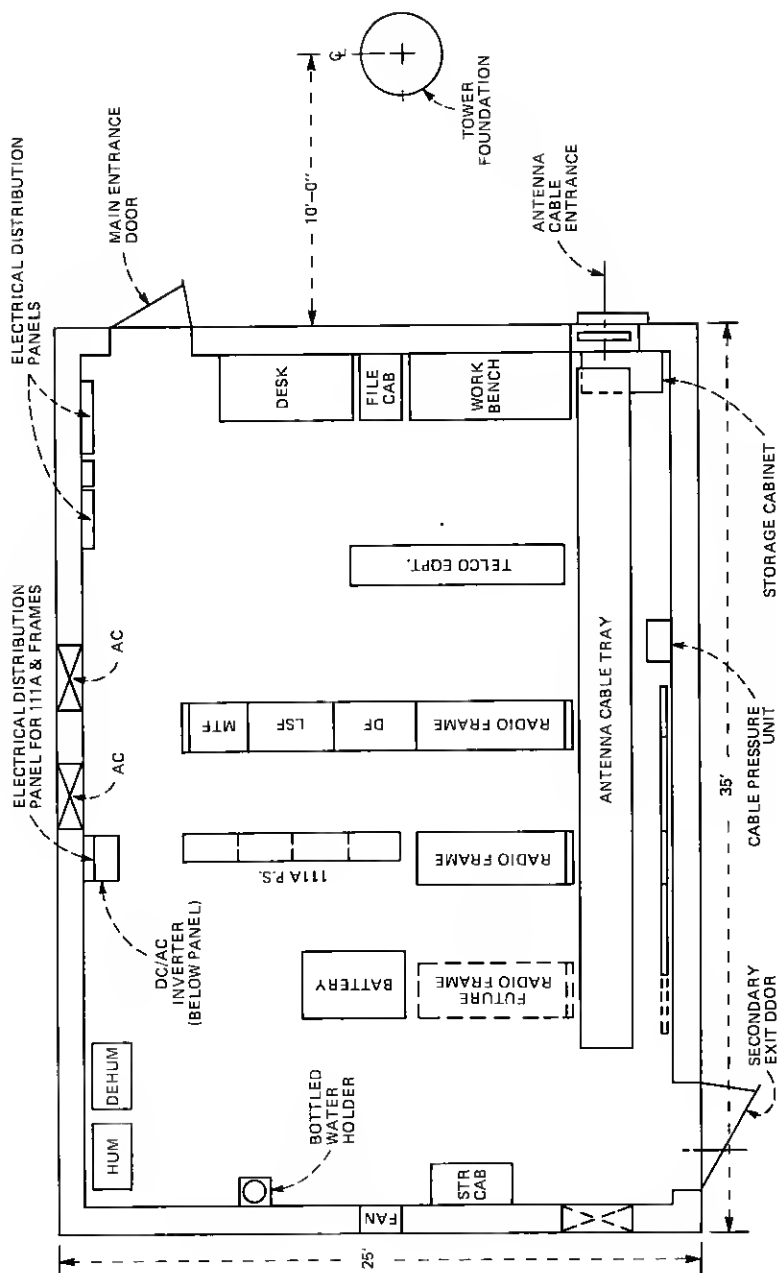 ELECTRICAL DISTRIBUTION
PANELS
MAIN ENTRANCE
DOOR
ELECTRICAL DISTRIBUTION
PANEL FOR 111A & FRAMES
AC
AC
DC/AC
INVERTER
(BELOW PANEL)
DEHUM
HUM
BOTTLED
WATER
HOLDER
FAN
STR
CAB
25'
10'-0"
℄
TOWER
FOUNDATION
ANTENNA
CABLE
ENTRANCE
DESK
FILE
CAB
WORK
BENCH
TELCO EQPT.
MTF
LSF
DF
RADIO FRAME
111A P.S.
RADIO FRAME
BATTERY
FUTURE
RADIO FRAME
ANTENNA CABLE TRAY
STORAGE CABINET
CABLE PRESSURE
UNIT
35'
SECONDARY
EXIT DDOR